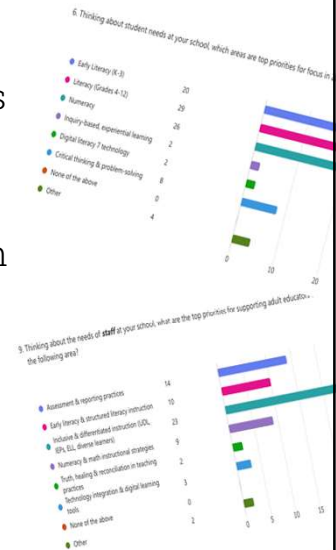 s
n
6. Thinking about student needs at your school, which areas are top priorities for focus in
Early Literacy (K-3) 20
Literacy (Grades 4-12) 29
Numeracy 26
Inquiry-based, experiential learning 2
Digital literacy ? technology 2
Critical thinking & problem-solving 8
None of the above 0
Other 4
0 10 20
9. Thinking about the needs of staff at your school, what are the top priorities for supporting adult
the following area?
Assessment & reporting practices 14
Early literacy & structured literacy instruction 10
Inclusive & differentiated instruction (UDL, 23
IEPs, ELL, diverse learners)
Numeracy & math instructional strategies 9
Truth, healing & reconciliation in teaching 2
practices
Technology integration & digital learning 3
tools
None of the above 0
Other 2
0 5 10 15